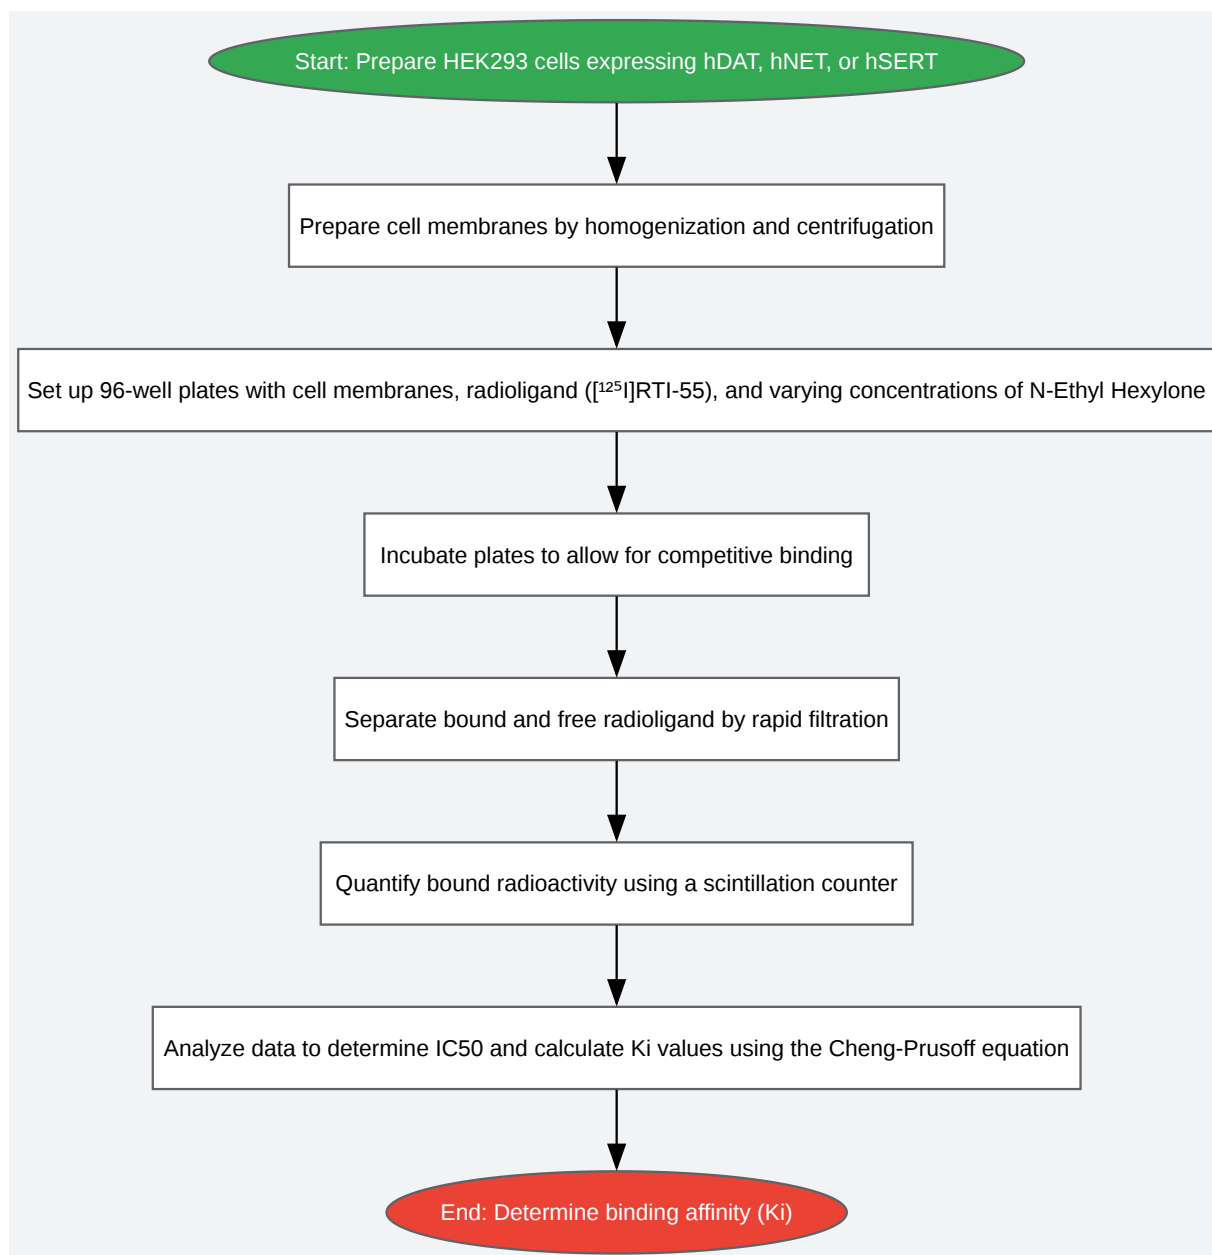 Start: Prepare HEK293 cells expressing hDAT, hNET, or hSERT
Prepare cell membranes by homogenization and centrifugation
Set up 96-well plates with cell membranes, radioligand ([¹²⁵I]RTI-55), and varying concentrations of N-Ethyl Hexylone
Incubate plates to allow for competitive binding
Separate bound and free radioligand by rapid filtration
Quantify bound radioactivity using a scintillation counter
Analyze data to determine IC50 and calculate Ki values using the Cheng-Prusoff equation
End: Determine binding affinity (Ki)